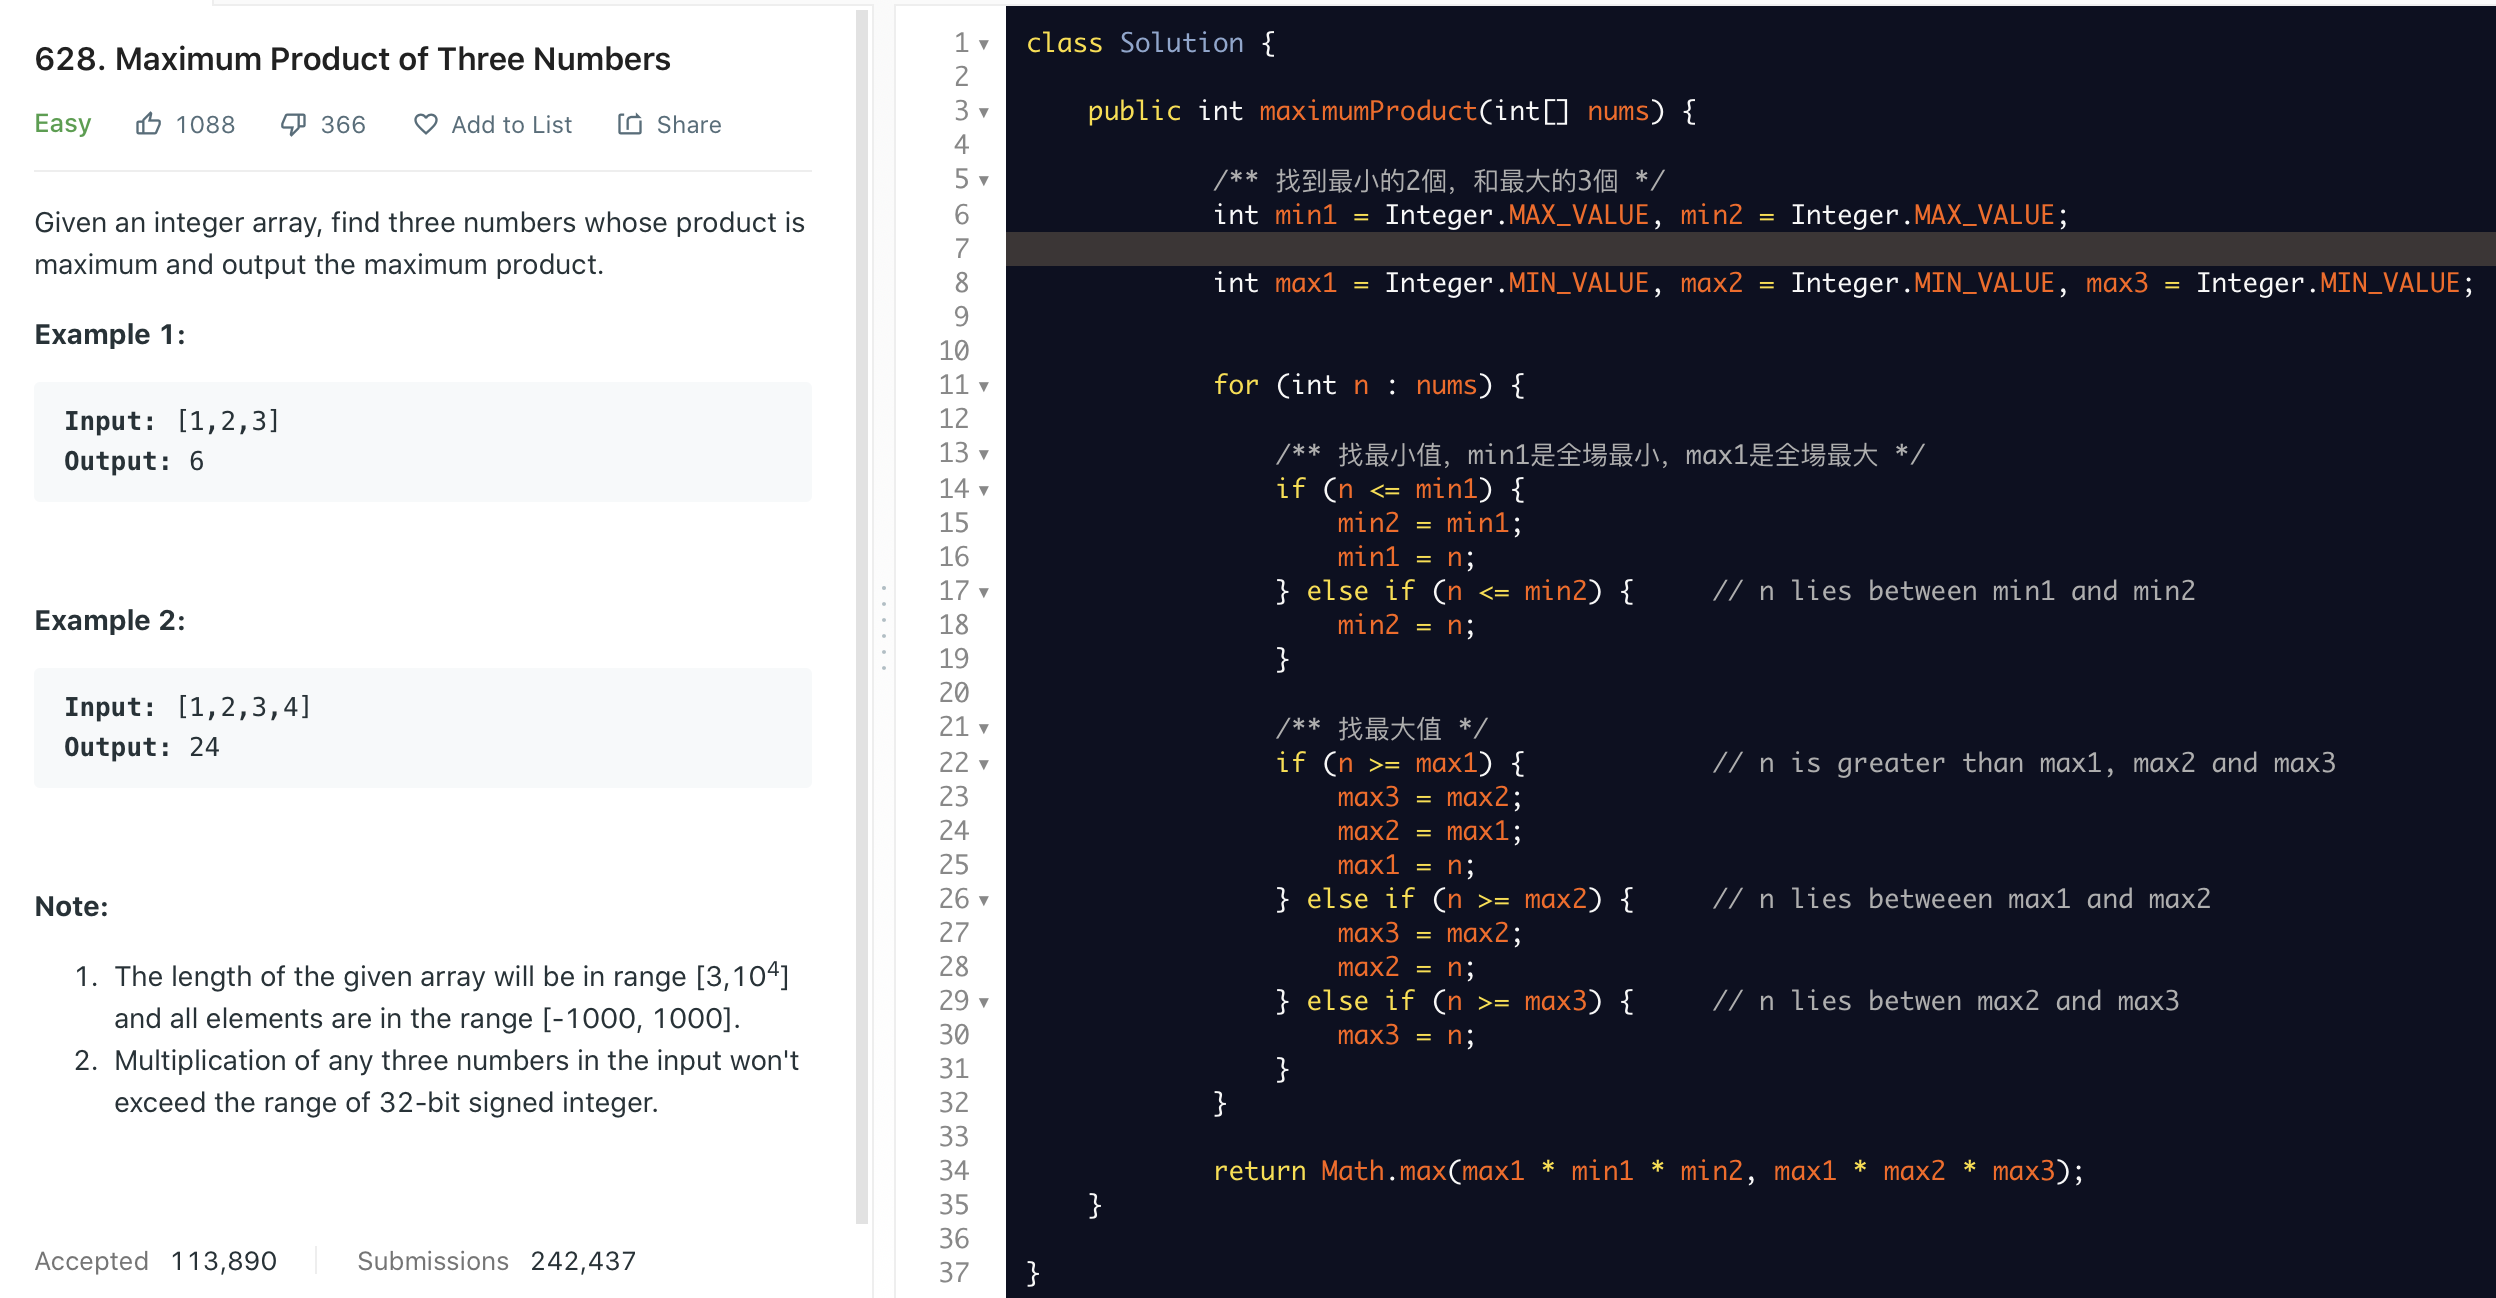 628. Maximum Product of Three Numbers
Easy 1088 366 Add to List Share
Given an integer array, find three numbers whose product is
maximum and output the maximum product.
Example 1:
Input: [1,2,3]
Output: 6
Example 2:
Input: [1,2,3,4]
Output: 24
Note:
1. The length of the given array will be in range [3,10⁴]
and all elements are in the range [-1000, 1000].
2. Multiplication of any three numbers in the input won't
exceed the range of 32-bit signed integer.
Accepted 113,890 Submissions 242,437
1 class Solution {
2
3 public int maximumProduct(int[] nums) {
4
5 /** 找到最小的2個，和最大的3個 */
6 int min1 = Integer.MAX_VALUE, min2 = Integer.MAX_VALUE;
7
8 int max1 = Integer.MIN_VALUE, max2 = Integer.MIN_VALUE, max3 = Integer.MIN_VALUE;
9
10
11 for (int n : nums) {
12
13 /** 找最小值，min1是全場最小，max1是全場最大 */
14 if (n <= min1) {
15 min2 = min1;
16 min1 = n;
17 } else if (n <= min2) { // n lies between min1 and min2
18 min2 = n;
19 }
20
21 /** 找最大值 */
22 if (n >= max1) { // n is greater than max1, max2 and max3
23 max3 = max2;
24 max2 = max1;
25 max1 = n;
26 } else if (n >= max2) { // n lies betweeen max1 and max2
27 max3 = max2;
28 max2 = n;
29 } else if (n >= max3) { // n lies betwen max2 and max3
30 max3 = n;
31 }
32 }
33
34 return Math.max(max1 * min1 * min2, max1 * max2 * max3);
35 }
36
37 }